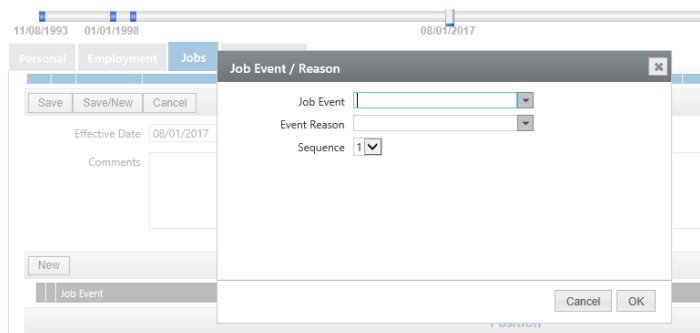 11/08/1993 01/01/1998 08/01/2017
Personal Employment Jobs
Job Event / Reason
Save Save/New Cancel
Job Event
Effective Date 08/01/2017
Event Reason
Comments
Sequence 1
New
Job Event
Cancel OK
Position